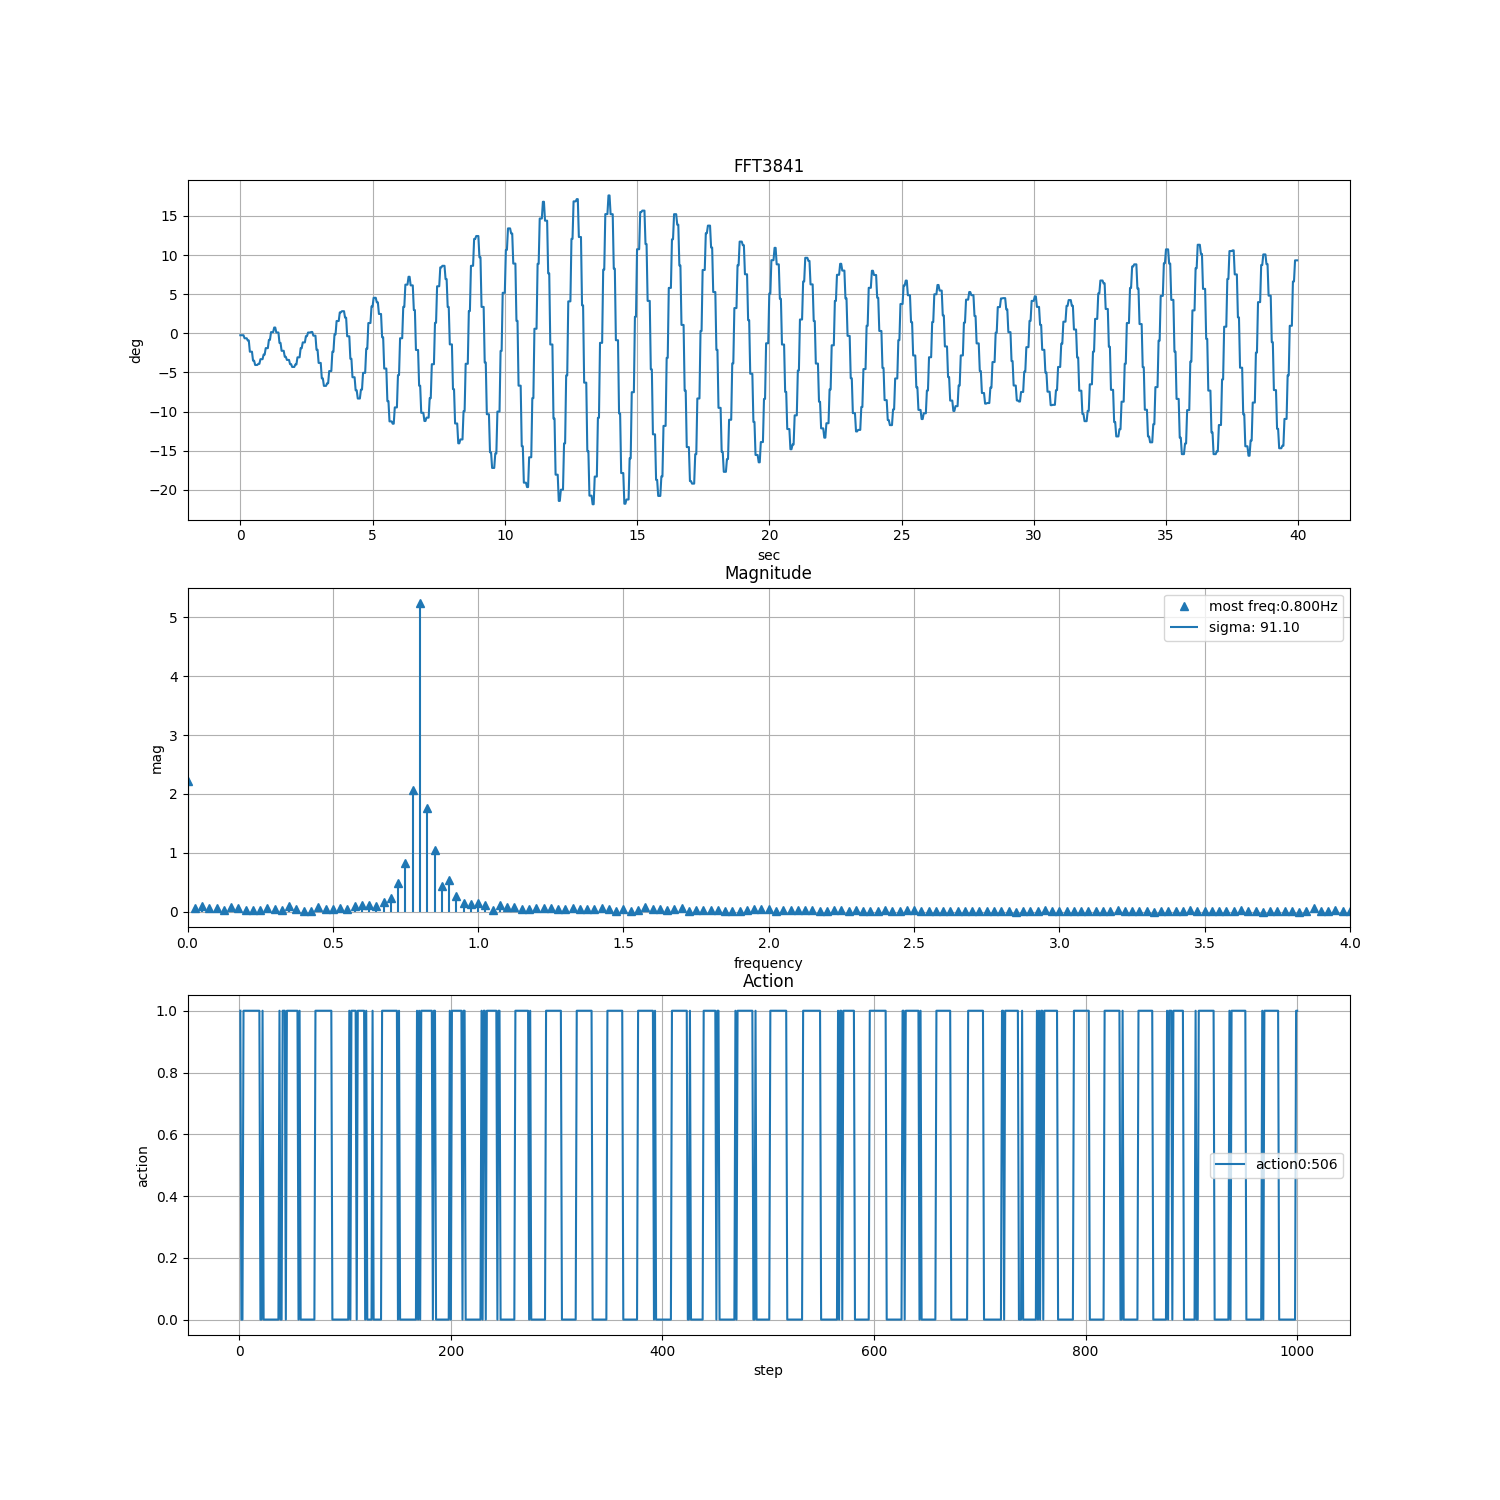 FFT3841
15
10
5
0
−5
−10
−15
−20
deg
0 5 10 15 20 25 30 35 40
sec
Magnitude
most freq:0.800Hz
sigma: 91.10
5
4
3
2
1
0
mag
0.0 0.5 1.0 1.5 2.0 2.5 3.0 3.5 4.0
frequency
Action
1.0
0.8
0.6
0.4
0.2
0.0
action
action0:506
0 200 400 600 800 1000
step